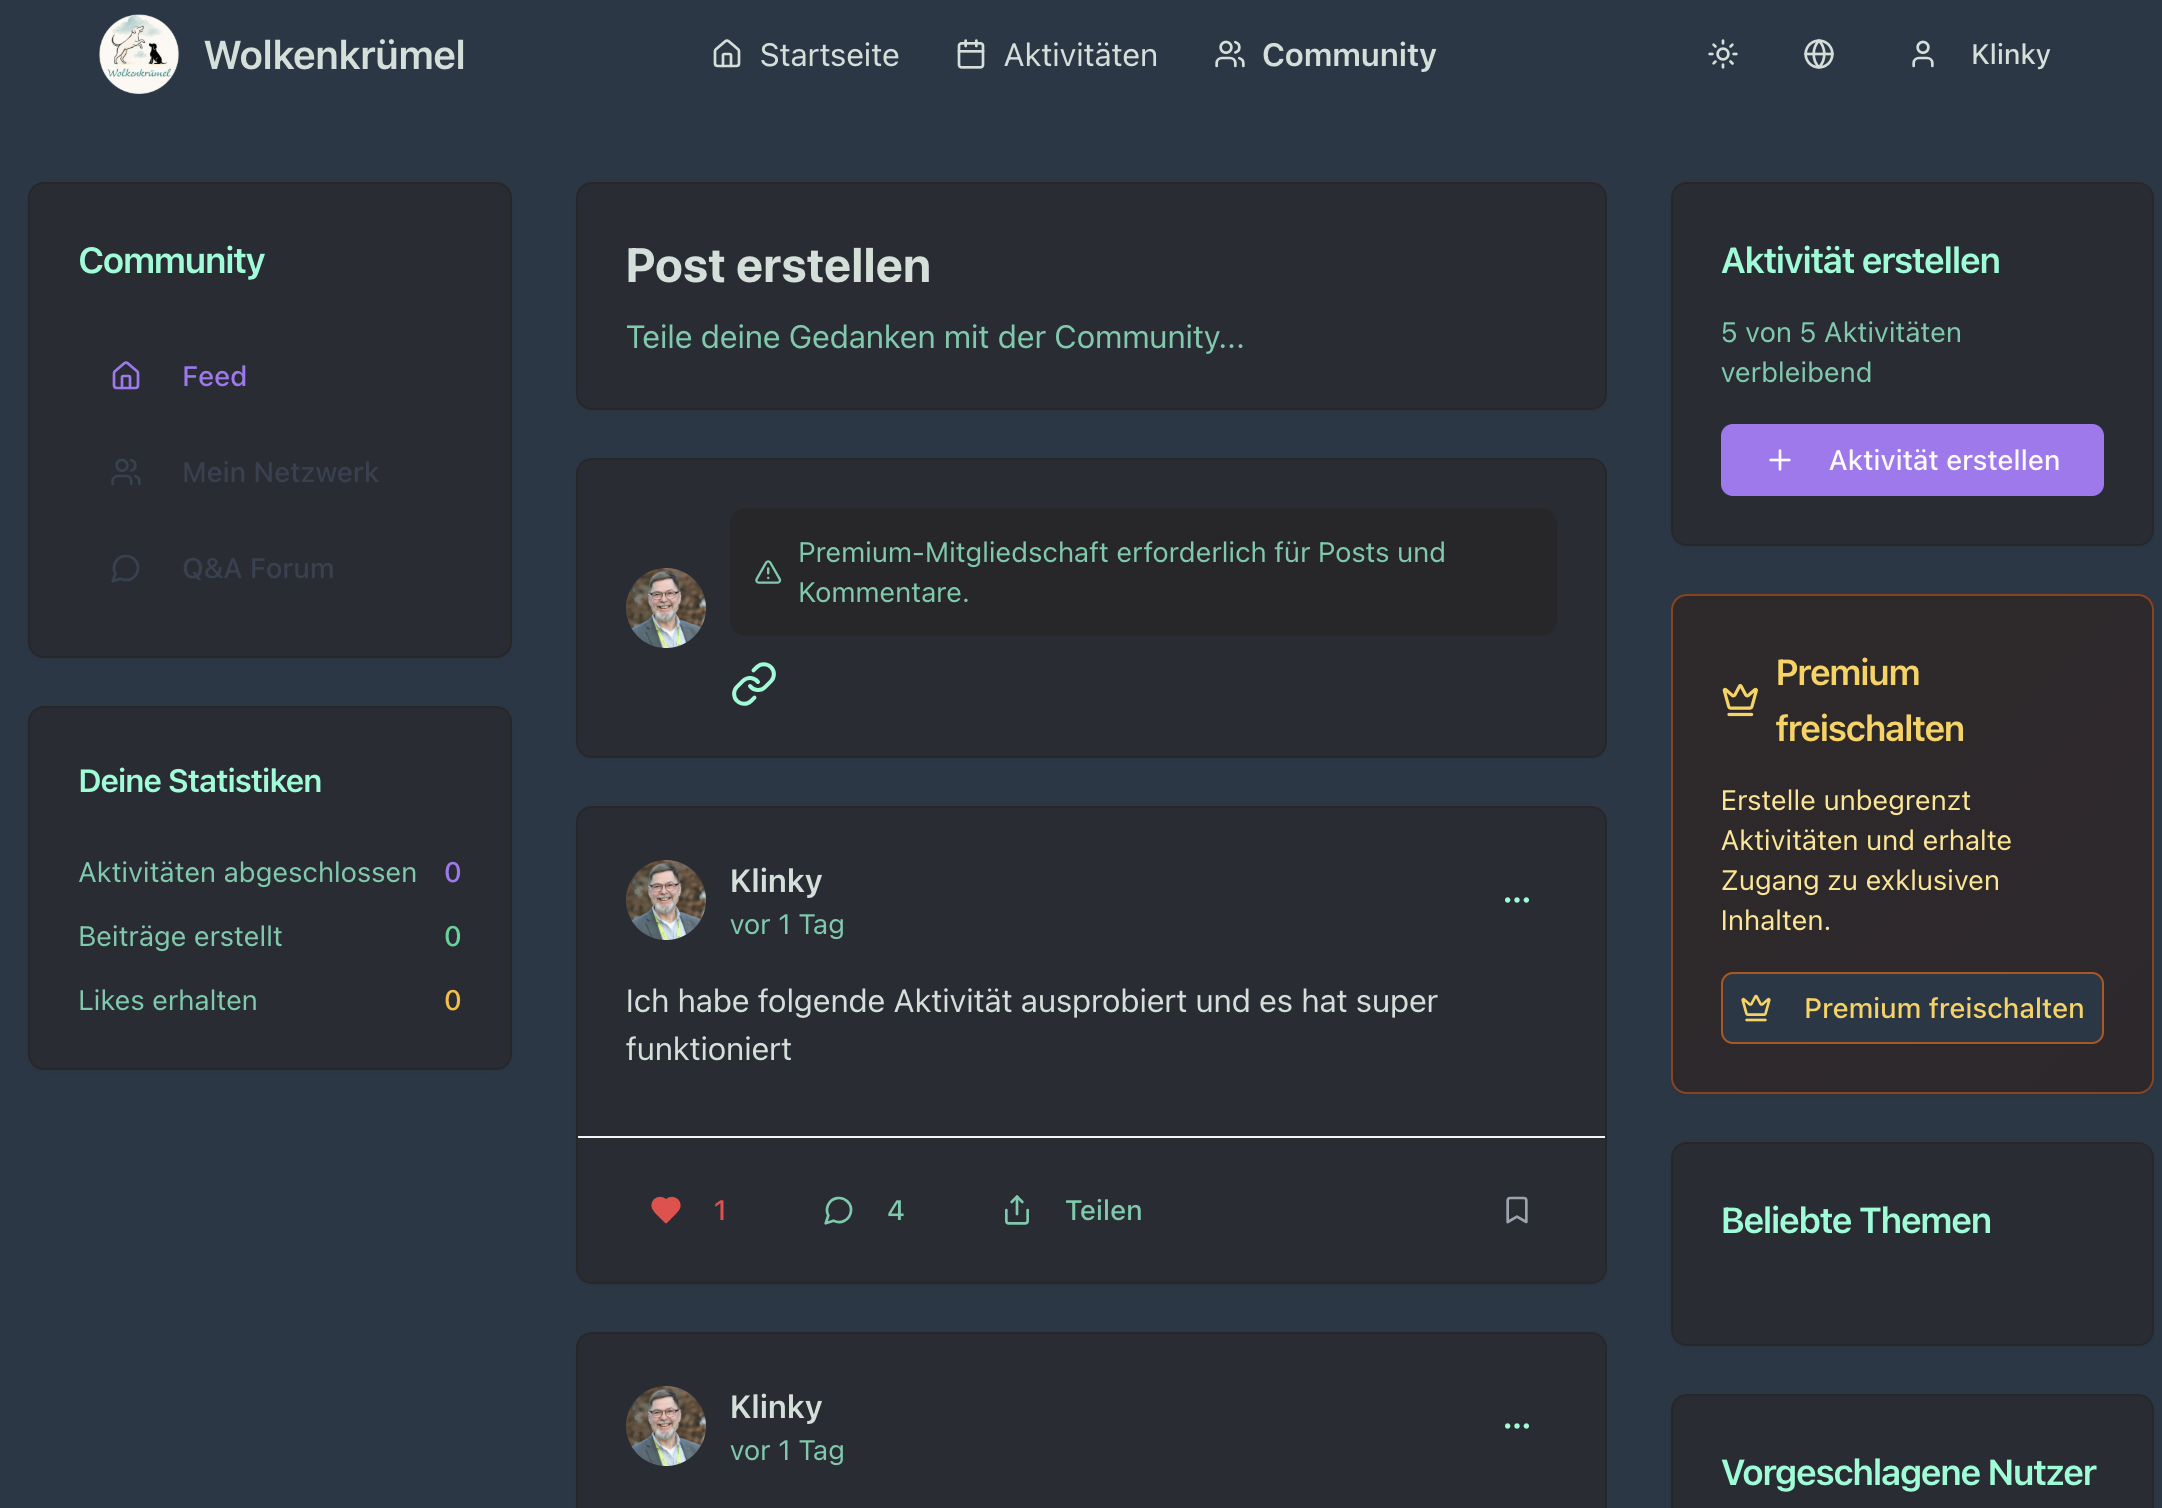 Wolkenkrümel
Wolkenkrümel
Startseite
Aktivitäten
Community
Klinky
Community
Feed
Mein Netzwerk
Q&A Forum
Deine Statistiken
Aktivitäten abgeschlossen 0
Beiträge erstellt 0
Likes erhalten 0
Post erstellen
Teile deine Gedanken mit der Community...
Premium-Mitgliedschaft erforderlich für Posts und
Kommentare.
Klinky
vor 1 Tag
Ich habe folgende Aktivität ausprobiert und es hat super
funktioniert
1
4
Teilen
Klinky
vor 1 Tag
Aktivität erstellen
5 von 5 Aktivitäten
verbleibend
Aktivität erstellen
Premium
freischalten
Erstelle unbegrenzt
Aktivitäten und erhalte
Zugang zu exklusiven
Inhalten.
Premium freischalten
Beliebte Themen
Vorgeschlagene Nutzer